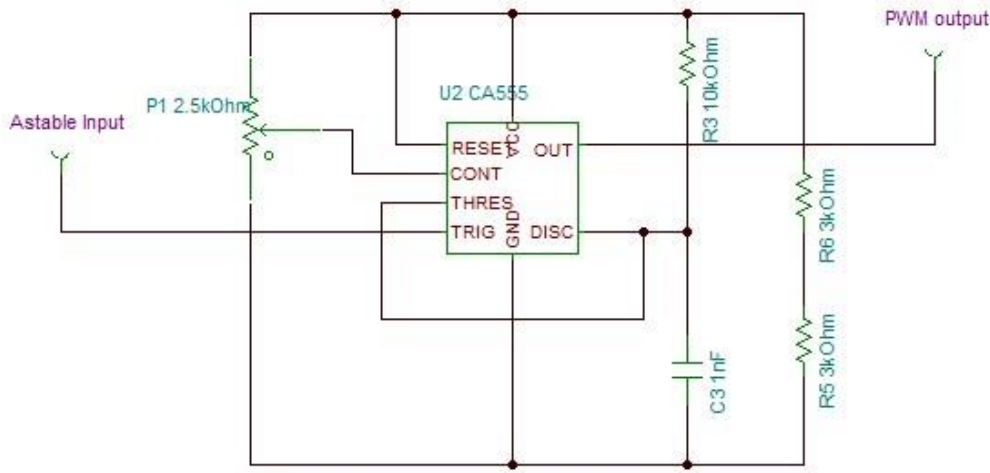 PWM output
Astable Input
P1 2.5kOhm
U2 CA555
R3 10kOhm
RESET
VCC
OUT
CONT
THRES
TRIG
GND
DISC
R6 3kOhm
C3 1nF
R5 3kOhm